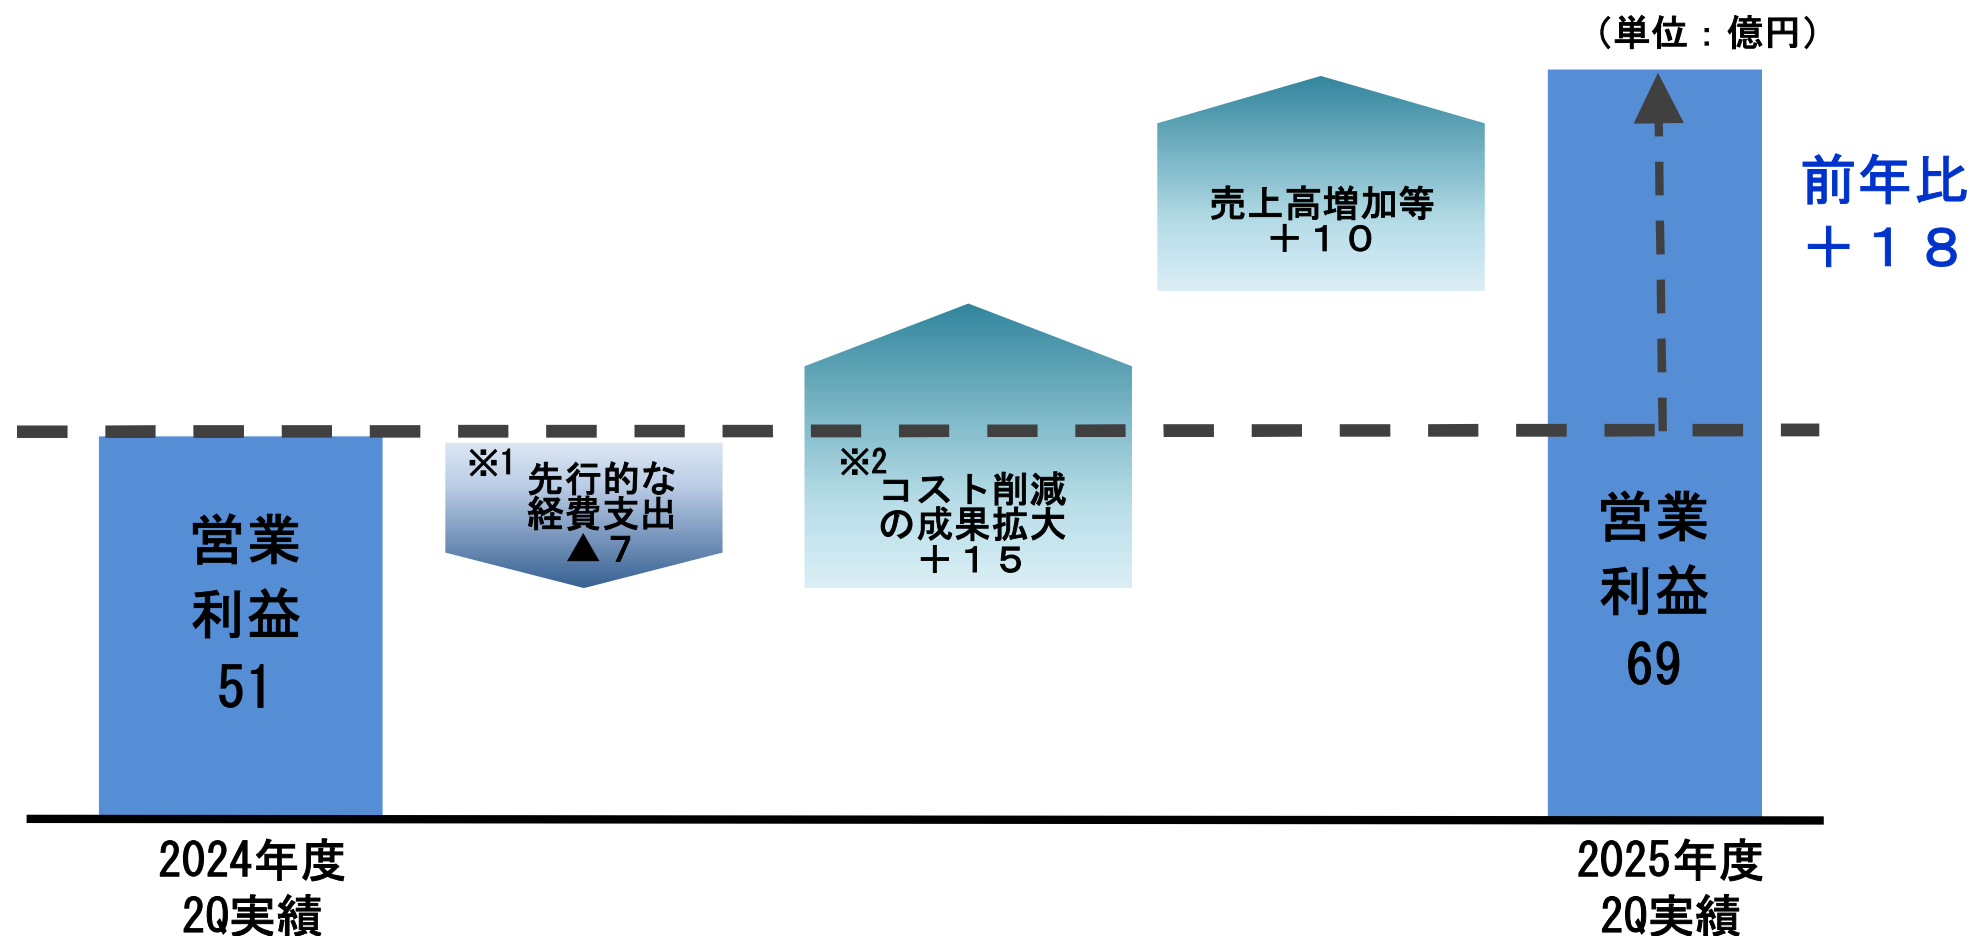 （単位：億円）
前年比
＋１８
売上高増加等
＋１０
※2
コスト削減
の成果拡大
＋１５
※1
先行的な
経費支出
▲７
営業
利益
51
営業
利益
69
2024年度
2Q実績
2025年度
2Q実績